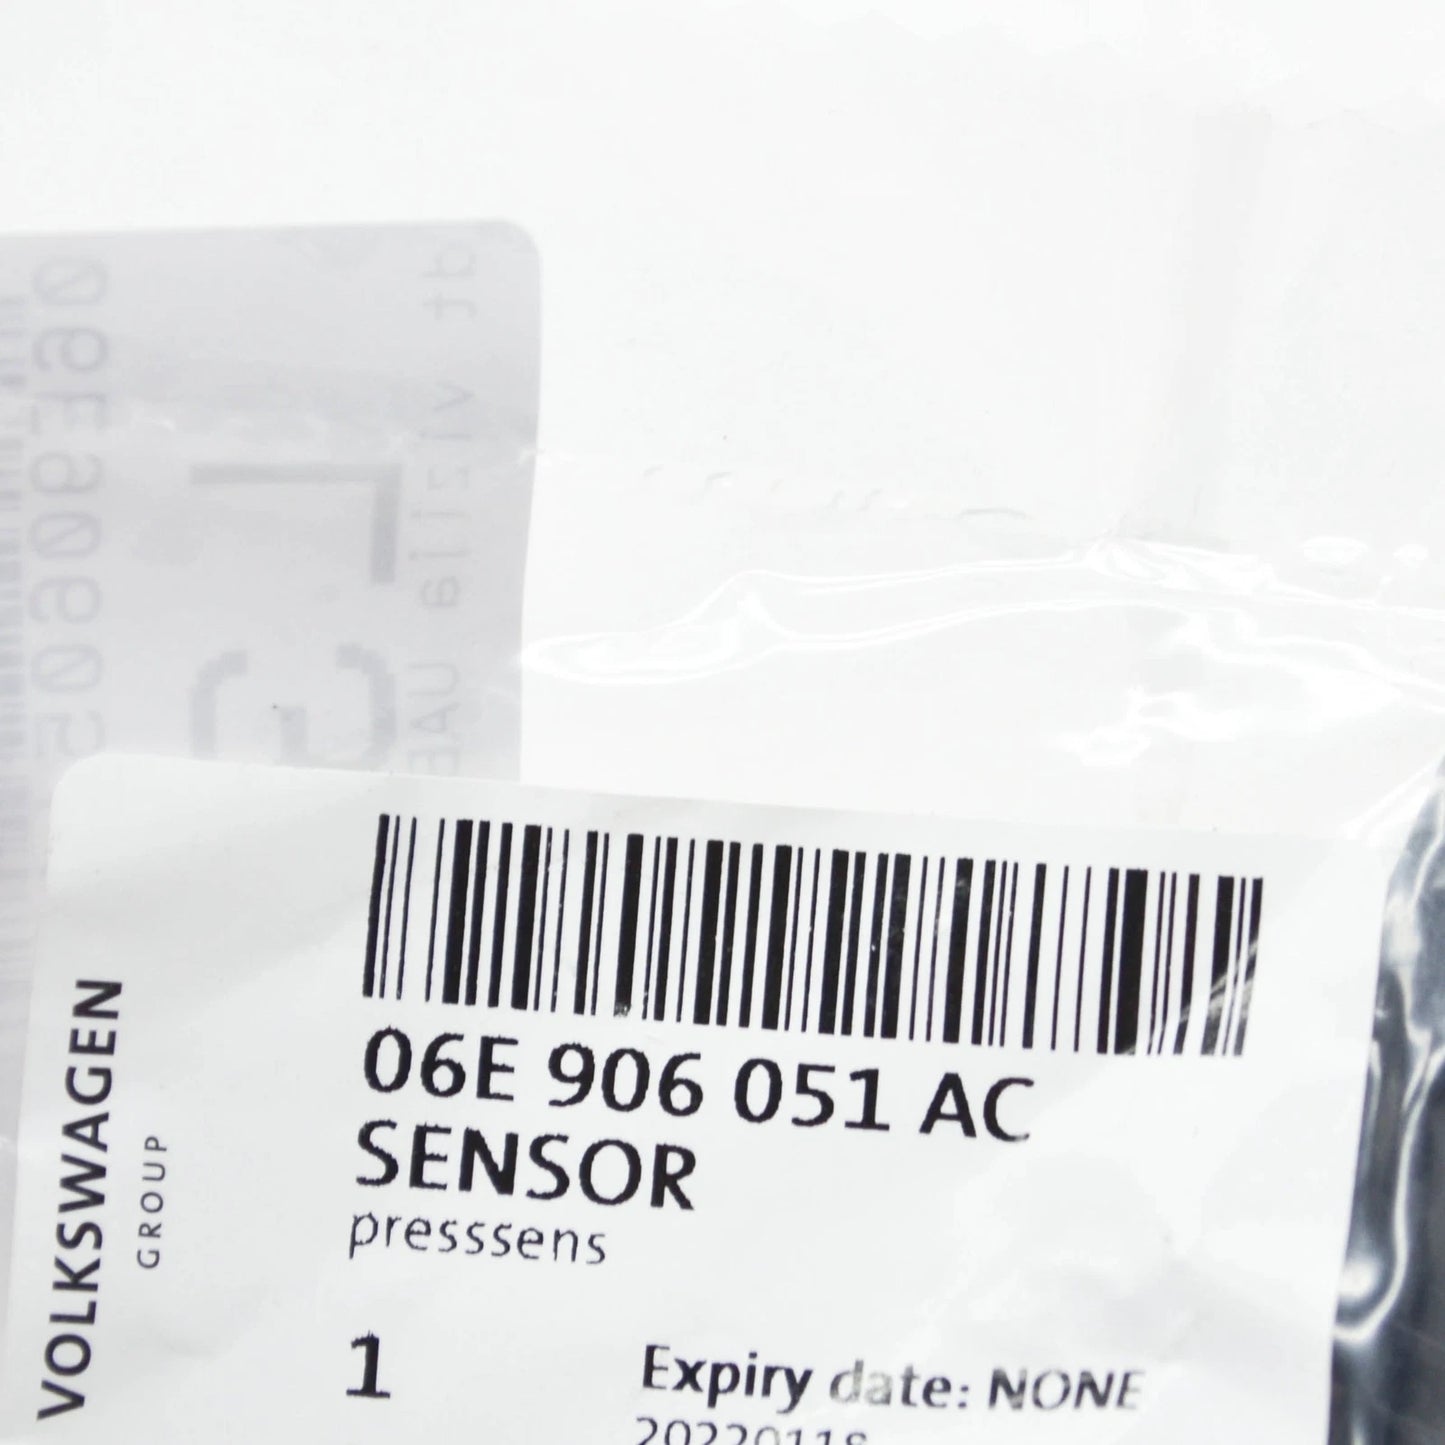 06E 906 051 AC
SENSOR
presssens
1
Expiry date: NONE
VOLKSWAGEN
GROUP